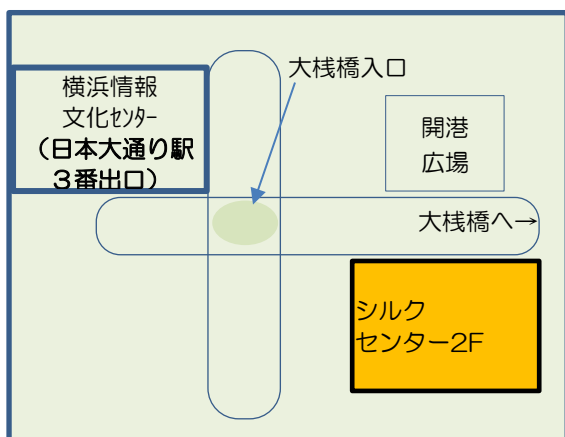 横浜情報
文化ｾﾝﾀｰ
（日本大通り駅
３番出口）
大桟橋入口
開港
広場
大桟橋へ→
シルク
センター2F